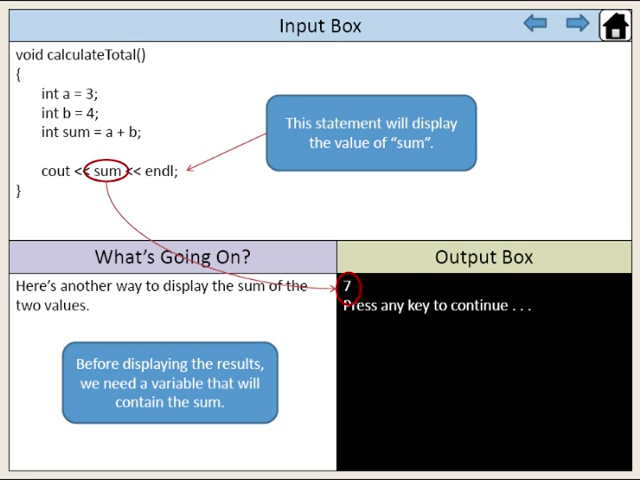 Input Box
void calculateTotal()
{
int a = 3;
int b = 4;
int sum = a + b;
cout << sum << endl;
}
This statement will display
the value of “sum”.
What’s Going On?
Here’s another way to display the sum of the
two values.
Before displaying the results,
we need a variable that will
contain the sum.
Output Box
7
Press any key to continue . . .